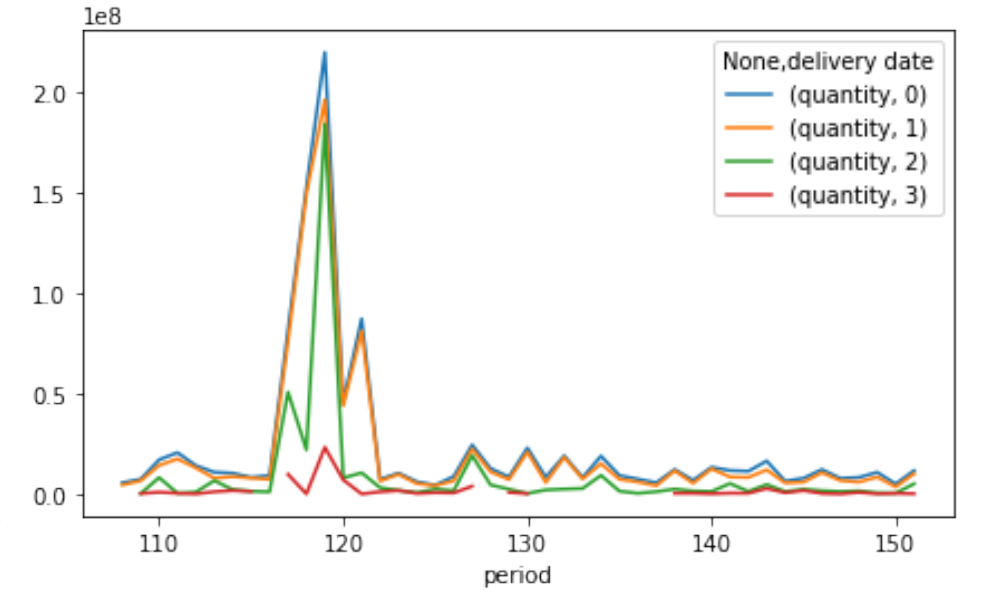 1e8
2.0
1.5
1.0
0.5
0.0
110 120 130 140 150
period
None,delivery date
(quantity, 0)
(quantity, 1)
(quantity, 2)
(quantity, 3)